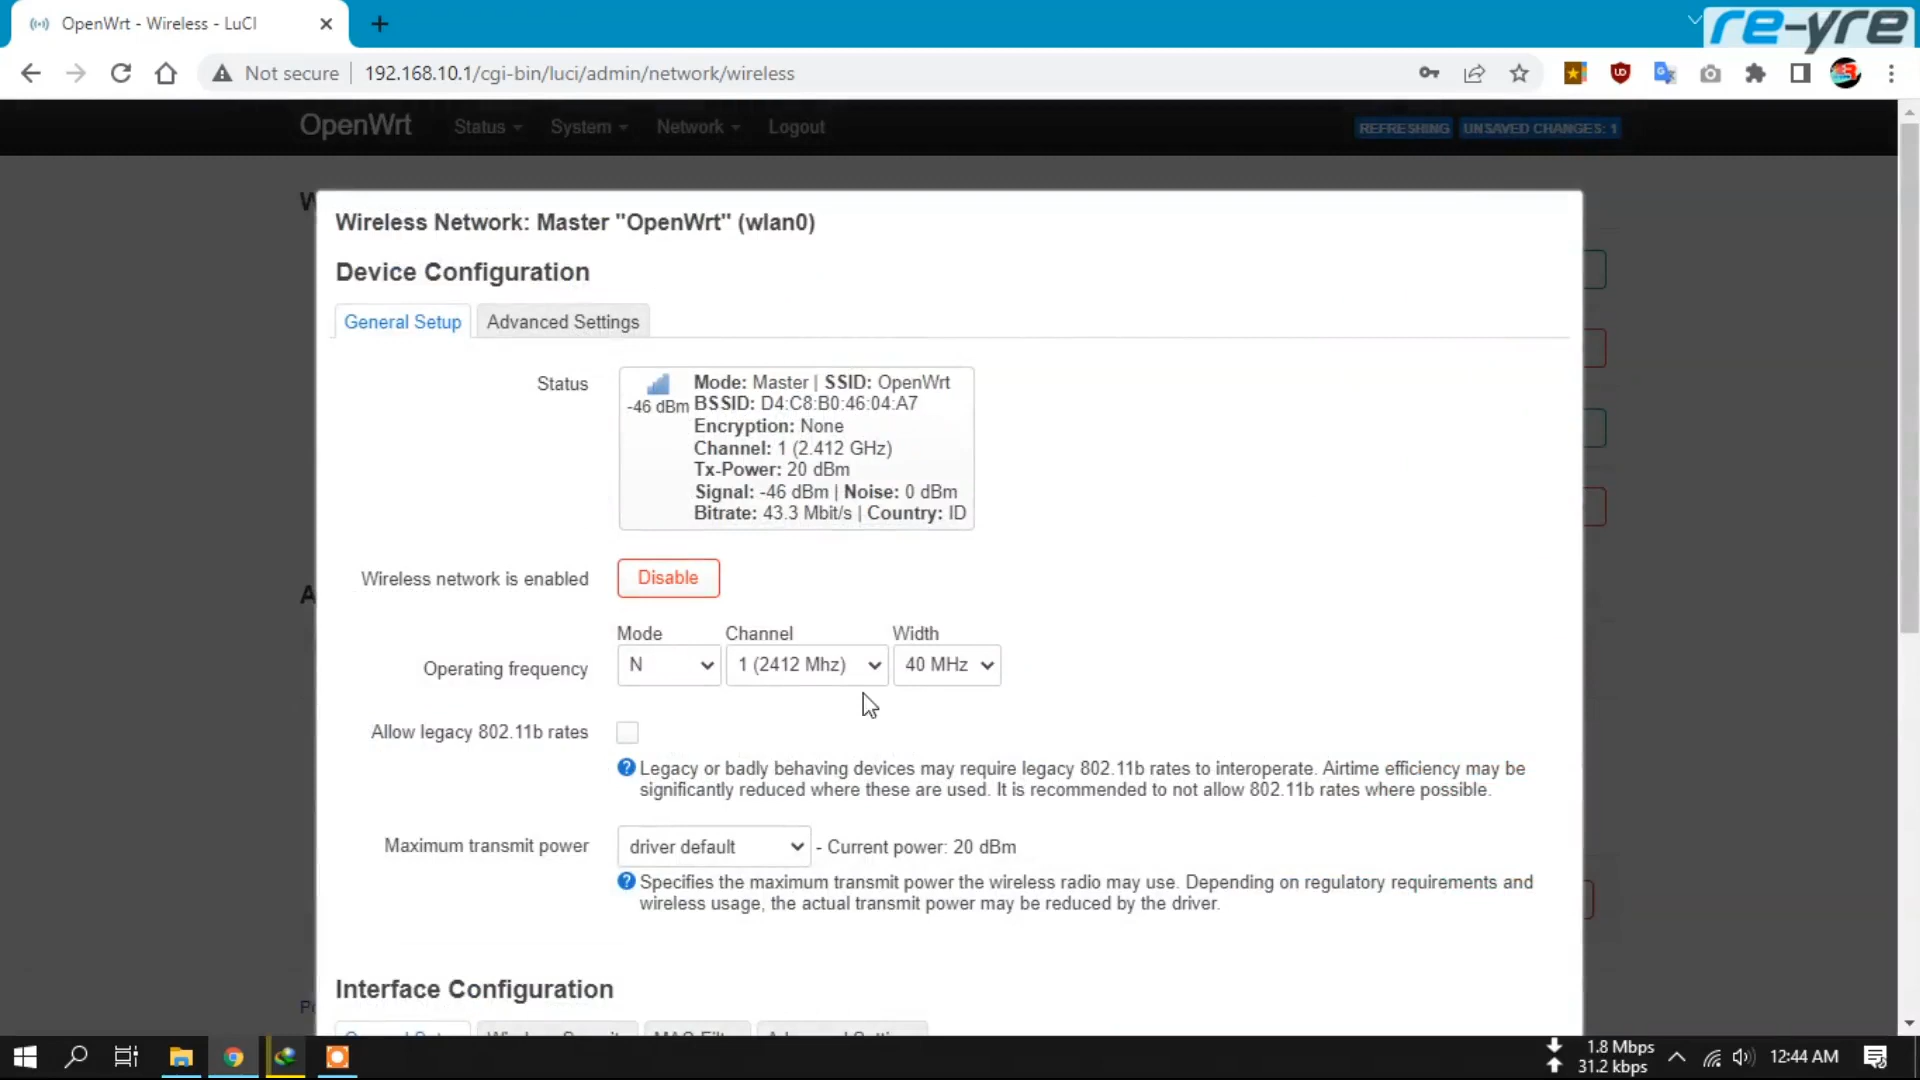 OpenWrt - Wireless - LuCI
re-yre
Not secure
192.168.10.1/cgi-bin/luci/admin/network/wireless
OpenWrt Status System Network Logout REFRESHING UNSAVED CHANGES: 1
Wireless Network: Master "OpenWrt" (wlan0)
Device Configuration
General Setup Advanced Settings
Status
-46 dBm
Mode: Master | SSID: OpenWrt
BSSID: D4:C8:B0:46:04:A7
Encryption: None
Channel: 1 (2.412 GHz)
Tx-Power: 20 dBm
Signal: -46 dBm | Noise: 0 dBm
Bitrate: 43.3 Mbit/s | Country: ID
Wireless network is enabled Disable
Mode Channel Width
Operating frequency N 1 (2412 Mhz) 40 MHz
Allow legacy 802.11b rates
Legacy or badly behaving devices may require legacy 802.11b rates to interoperate. Airtime efficiency may be
significantly reduced where these are used. It is recommended to not allow 802.11b rates where possible.
Maximum transmit power driver default - Current power: 20 dBm
Specifies the maximum transmit power the wireless radio may use. Depending on regulatory requirements and
wireless usage, the actual transmit power may be reduced by the driver.
Interface Configuration
1.8 Mbps
31.2 kbps
12:44 AM